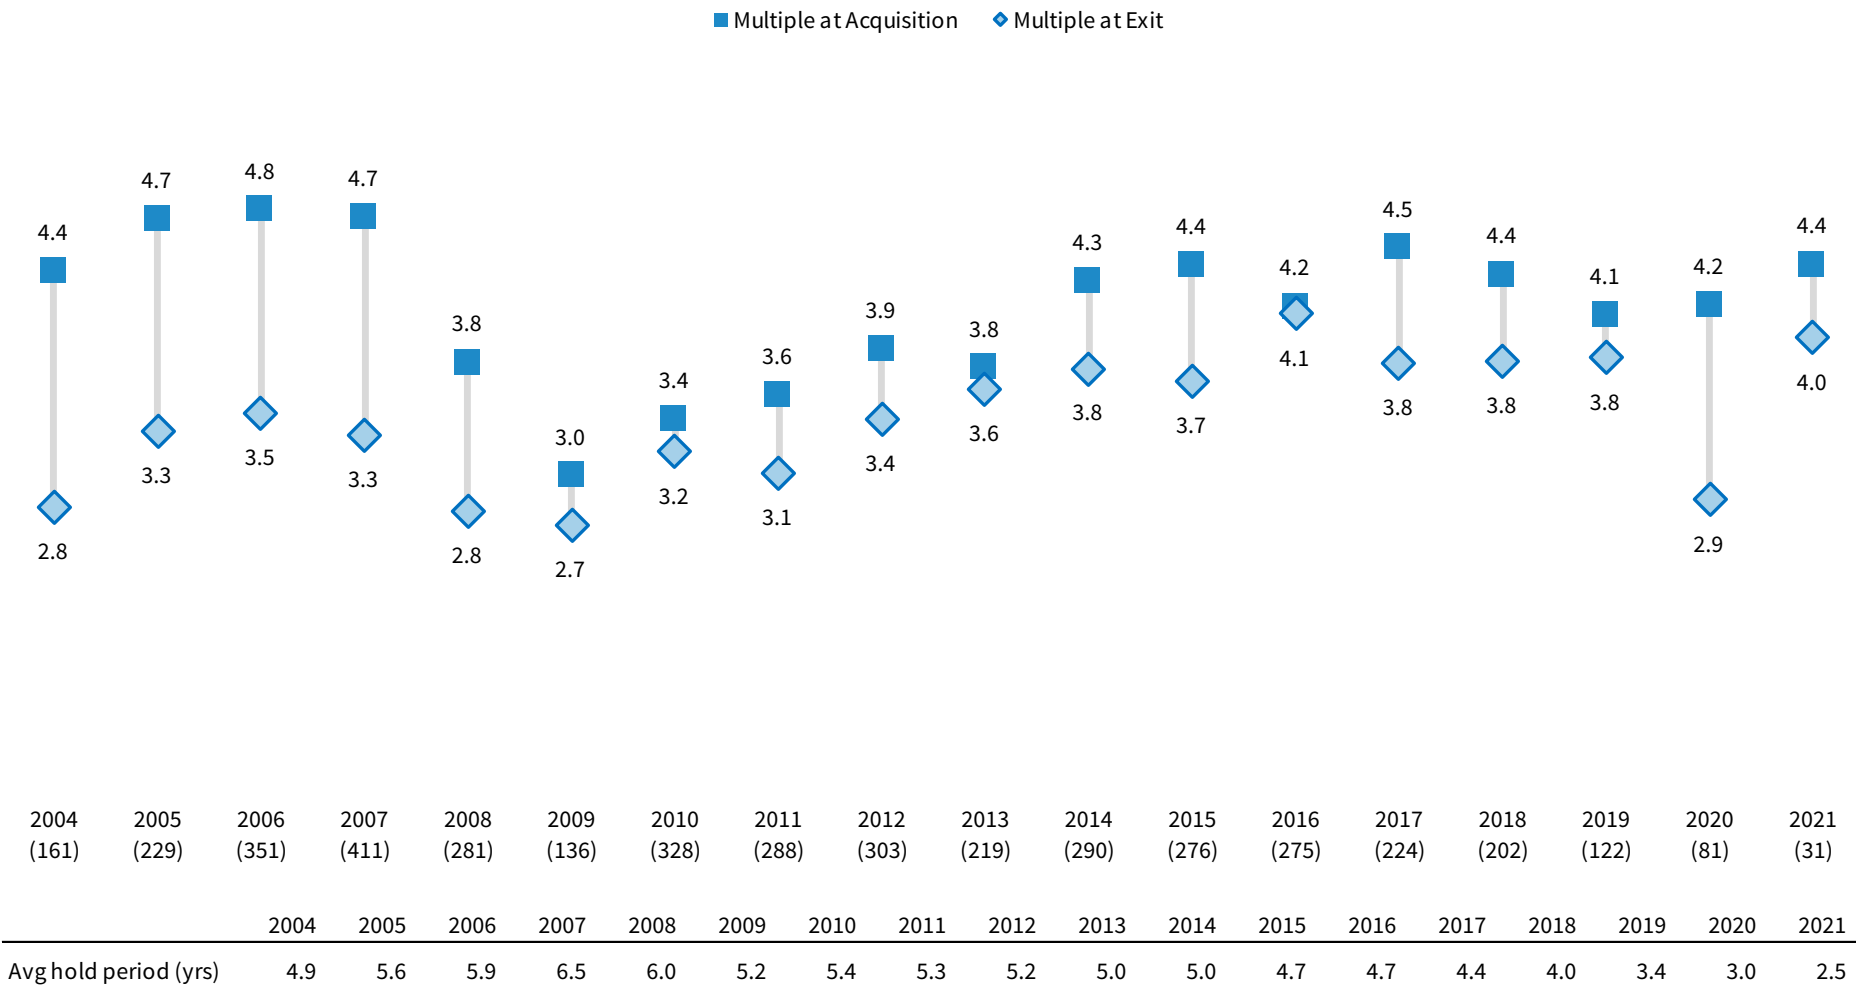 Multiple at Acquisition Multiple at Exit
4.4 4.7 4.8 4.7 3.8 3.0 3.4 3.6 3.9 3.8 4.3 4.4 4.2 4.5 4.4 4.1 4.2 4.4
2.8 3.3 3.5 3.3 2.8 2.7 3.2 3.1 3.4 3.6 3.8 3.7 4.1 3.8 3.8 3.8 2.9 4.0
2004 2005 2006 2007 2008 2009 2010 2011 2012 2013 2014 2015 2016 2017 2018 2019 2020 2021
(161) (229) (351) (411) (281) (136) (328) (288) (303) (219) (290) (276) (275) (224) (202) (122) (81) (31)
2004 2005 2006 2007 2008 2009 2010 2011 2012 2013 2014 2015 2016 2017 2018 2019 2020 2021
Avg hold period (yrs) 4.9 5.6 5.9 6.5 6.0 5.2 5.4 5.3 5.2 5.0 5.0 4.7 4.7 4.4 4.0 3.4 3.0 2.5